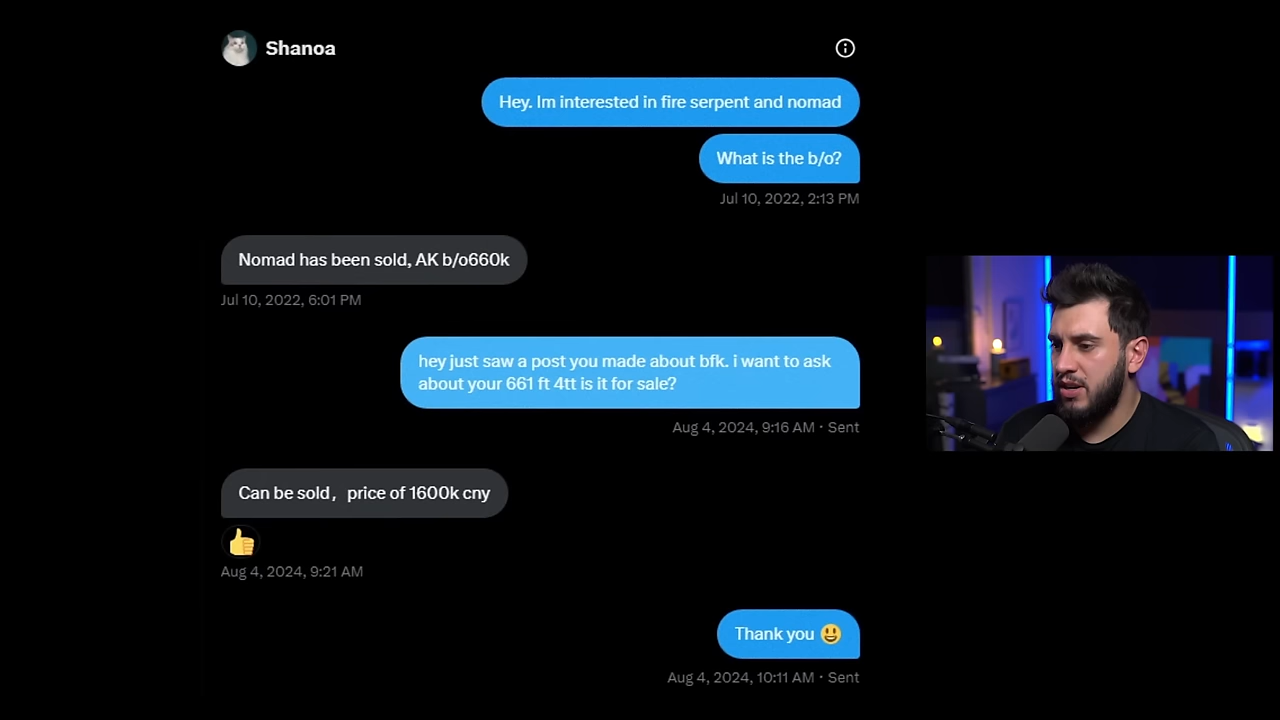 Shanoa
Hey. Im interested in fire serpent and nomad
What is the b/o?
Jul 10, 2022, 2:13 PM
Nomad has been sold, AK b/o660k
Jul 10, 2022, 6:01 PM
hey just saw a post you made about bfk. i want to ask
about your 661 ft 4tt is it for sale?
Aug 4, 2024, 9:16 AM · Sent
Can be sold，price of 1600k cny
👍
Aug 4, 2024, 9:21 AM
Thank you 😃
Aug 4, 2024, 10:11 AM · Sent